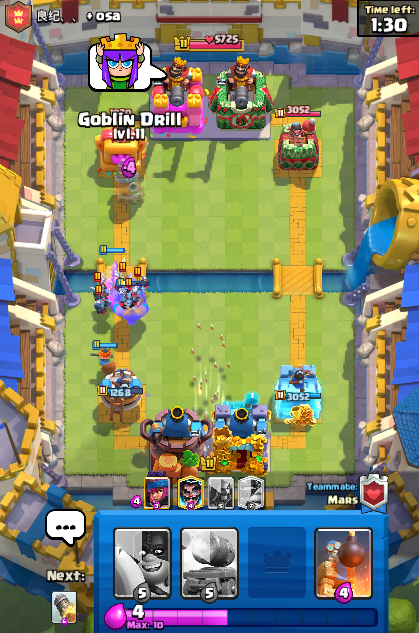 良纪、、 + osa
Time left:
1:30
5725
Goblin Drill
lvl.11
3052
1268
3052
Teammate:
Mars
4
5
5
4
Next:
4
Max: 10